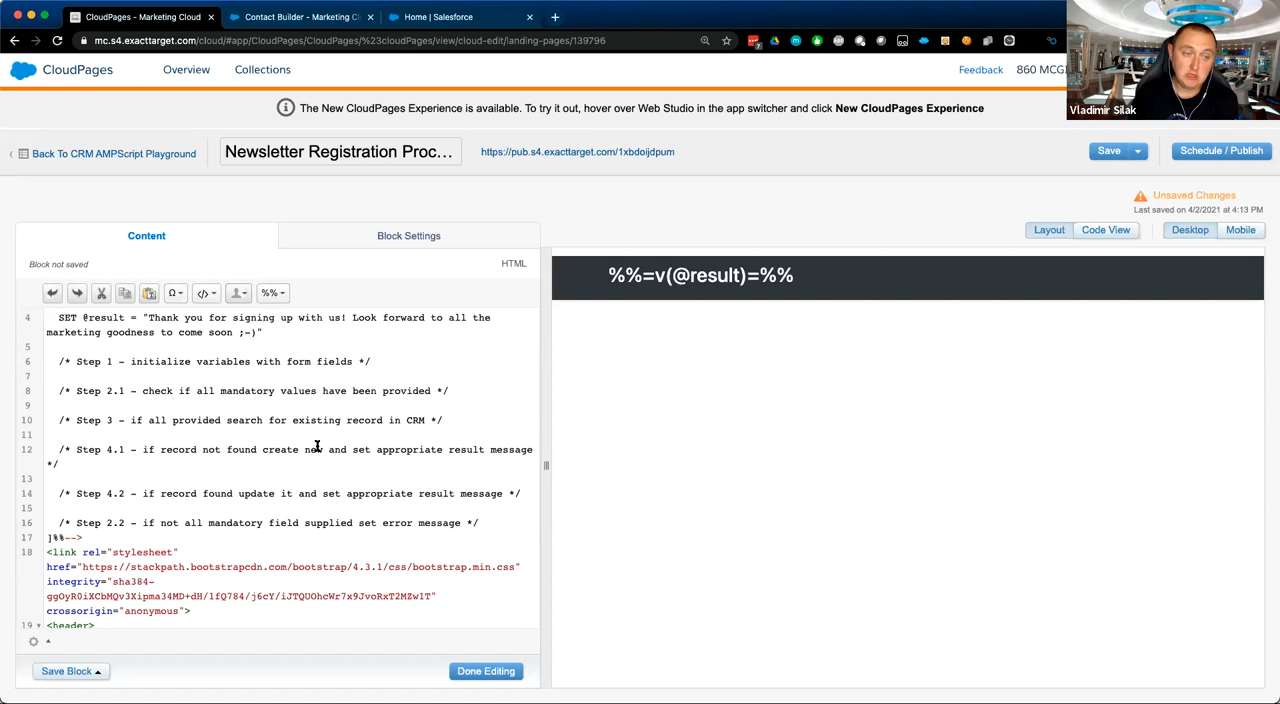 CloudPages - Marketing Cloud
Contact Builder - Marketing Cl
Home | Salesforce
mc.s4.exacttarget.com/cloud/#app/CloudPages/CloudPages/%23cloudPages/view/cloud-edit/landing-pages/139796
7
CloudPages
Overview
Collections
Feedback
860 MCGI
Vladimir Silak
The New CloudPages Experience is available. To try it out, hover over Web Studio in the app switcher and click New CloudPages Experience
Back To CRM AMPScript Playground
Newsletter Registration Proc...
https://pub.s4.exacttarget.com/1xbdoijdpum
Save
Schedule / Publish
Unsaved Changes
Last saved on 4/2/2021 at 4:13 PM
Content
Block Settings
Layout
Code View
Desktop
Mobile
Block not saved
HTML
Ω
</>
%%
%%=v(@result)=%%
4 SET @result = "Thank you for signing up with us! Look forward to all the
marketing goodness to come soon ;-)"
5
6 /* Step 1 - initialize variables with form fields */
7
8 /* Step 2.1 - check if all mandatory values have been provided */
9
10 /* Step 3 - if all provided search for existing record in CRM */
11
12 /* Step 4.1 - if record not found create new and set appropriate result message
*/
13
14 /* Step 4.2 - if record found update it and set appropriate result message */
15
16 /* Step 2.2 - if not all mandatory field supplied set error message */
17 ]%%-->
18 <link rel="stylesheet"
href="https://stackpath.bootstrapcdn.com/bootstrap/4.3.1/css/bootstrap.min.css"
integrity="sha384-
ggOyR0iXCbMQv3Xipma34MD+dH/1fQ784/j6cY/iJTQUOhcWr7x9JvoRxT2MZw1T"
crossorigin="anonymous">
19 <header>
Save Block
Done Editing